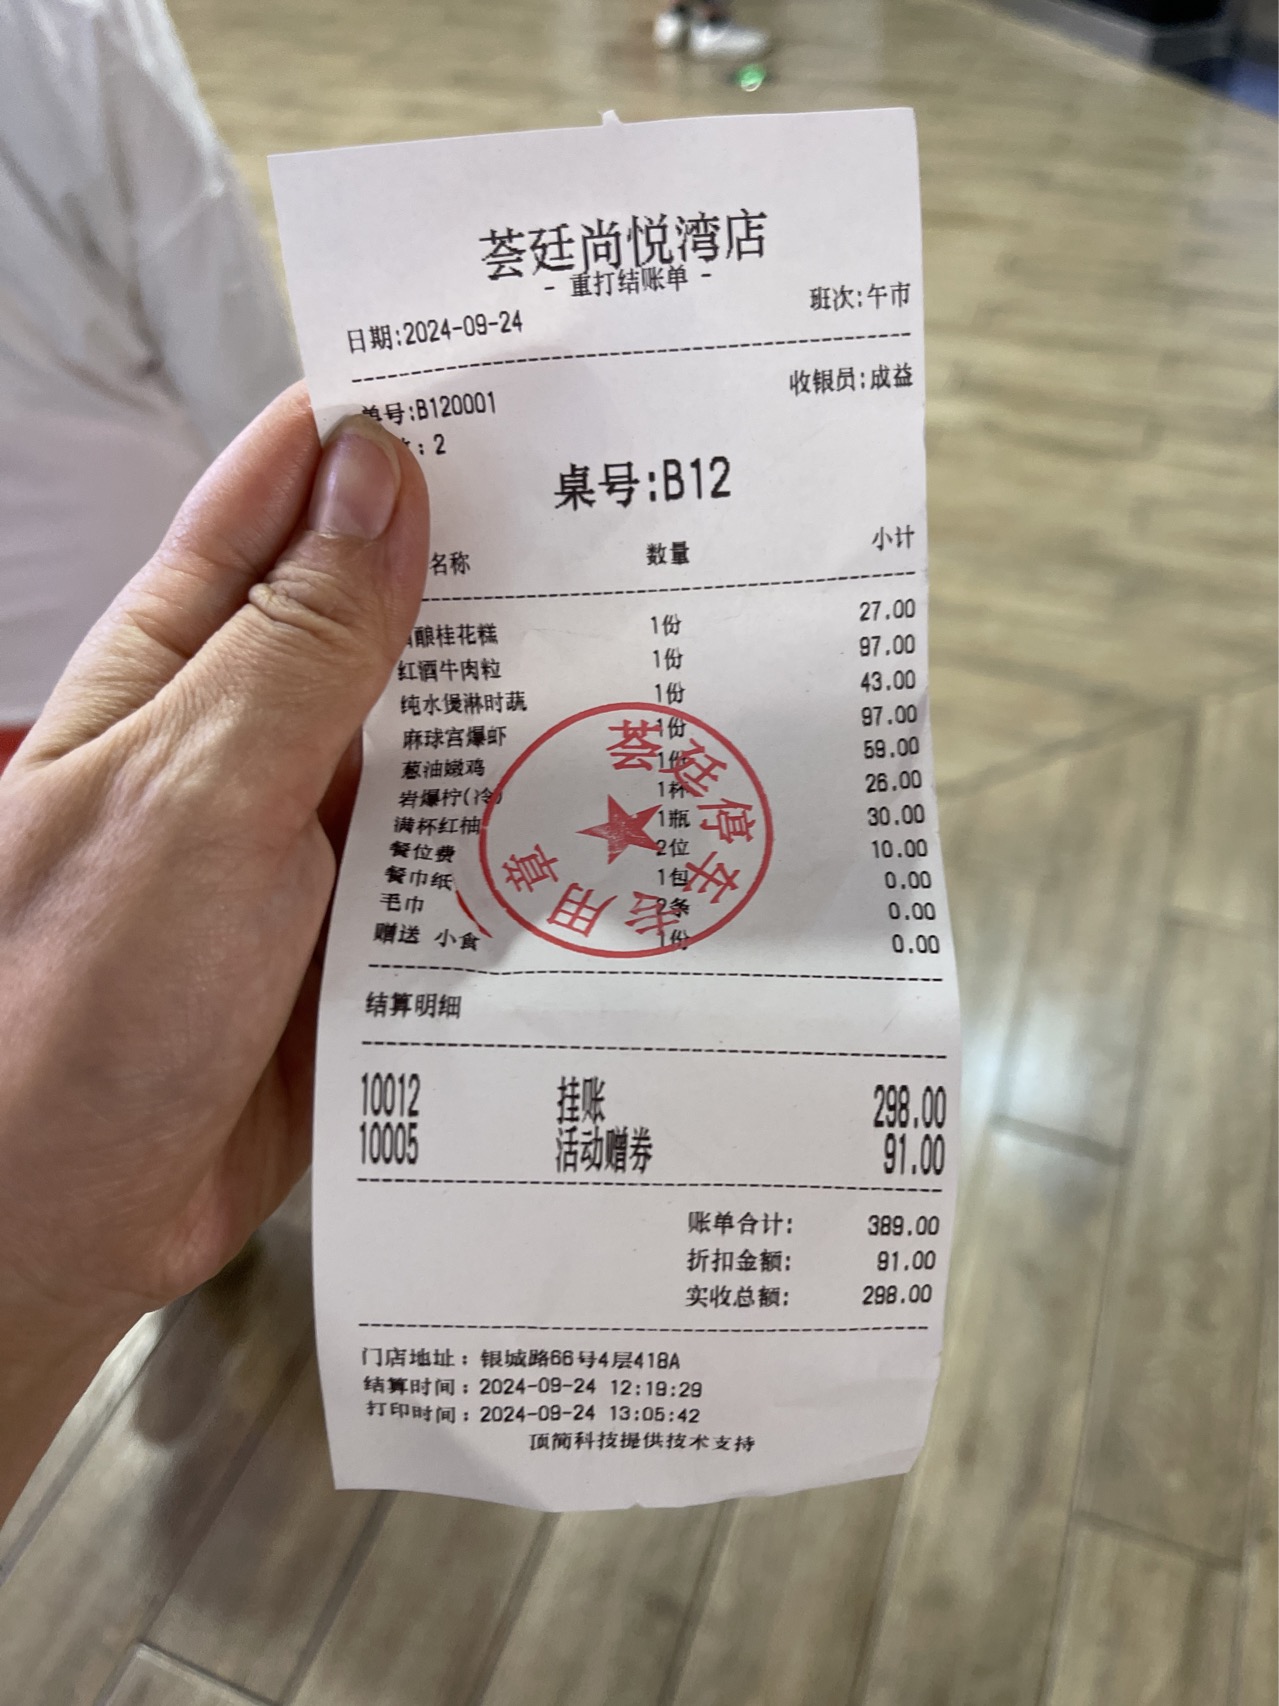 荟廷尚悦湾店
- 重打结账单 -
日期:2024-09-24 班次:午市
单号:B120001 收银员:成益
: 2
桌号:B12
名称 数量 小计
酿桂花糕 1份 27.00
红酒牛肉粒 1份 97.00
纯水煲淋时蔬 1份 43.00
麻球宫爆虾 1份 97.00
葱油嫩鸡 1份 59.00
岩爆柠(冷) 1杯 26.00
满杯红柚 1瓶 30.00
餐位费 2位 10.00
餐巾纸 1包 0.00
毛巾 2条 0.00
赠送 小食 1份 0.00
荟廷停车专用章
结算明细
10012 挂账 298.00
10005 活动赠券 91.00
账单合计: 389.00
折扣金额: 91.00
实收总额: 298.00
门店地址: 银城路66号4层418A
结算时间: 2024-09-24 12:19:29
打印时间: 2024-09-24 13:05:42
顶简科技提供技术支持